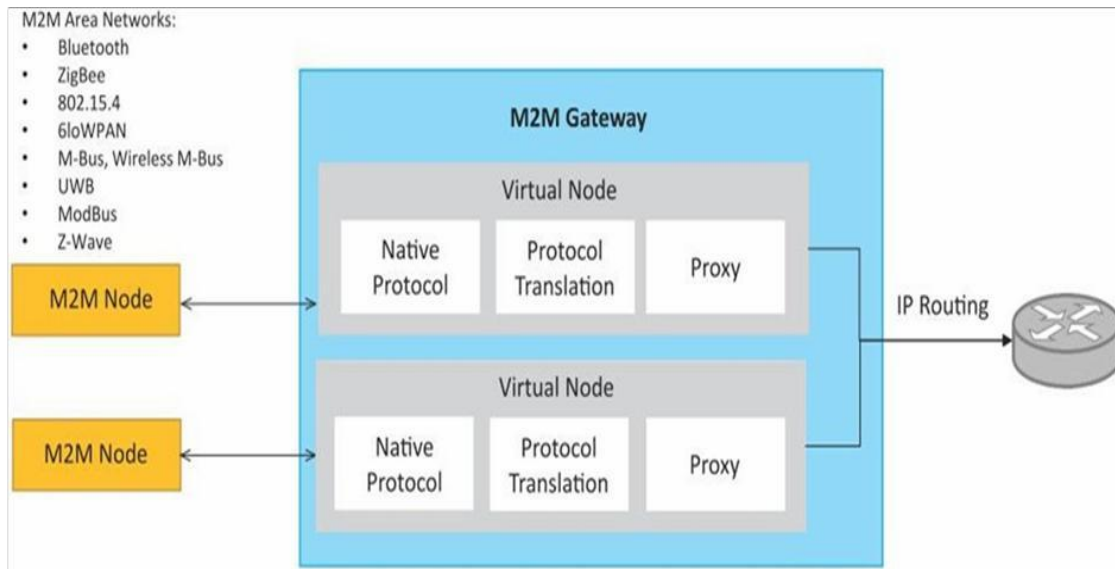 M2M Area Networks:
• Bluetooth
• ZigBee
• 802.15.4
• 6loWPAN
• M-Bus, Wireless M-Bus
• UWB
• ModBus
• Z-Wave
M2M Gateway
Virtual Node
Native
Protocol
Protocol
Translation
Proxy
M2M Node
IP Routing
Virtual Node
Native
Protocol
Protocol
Translation
Proxy
M2M Node